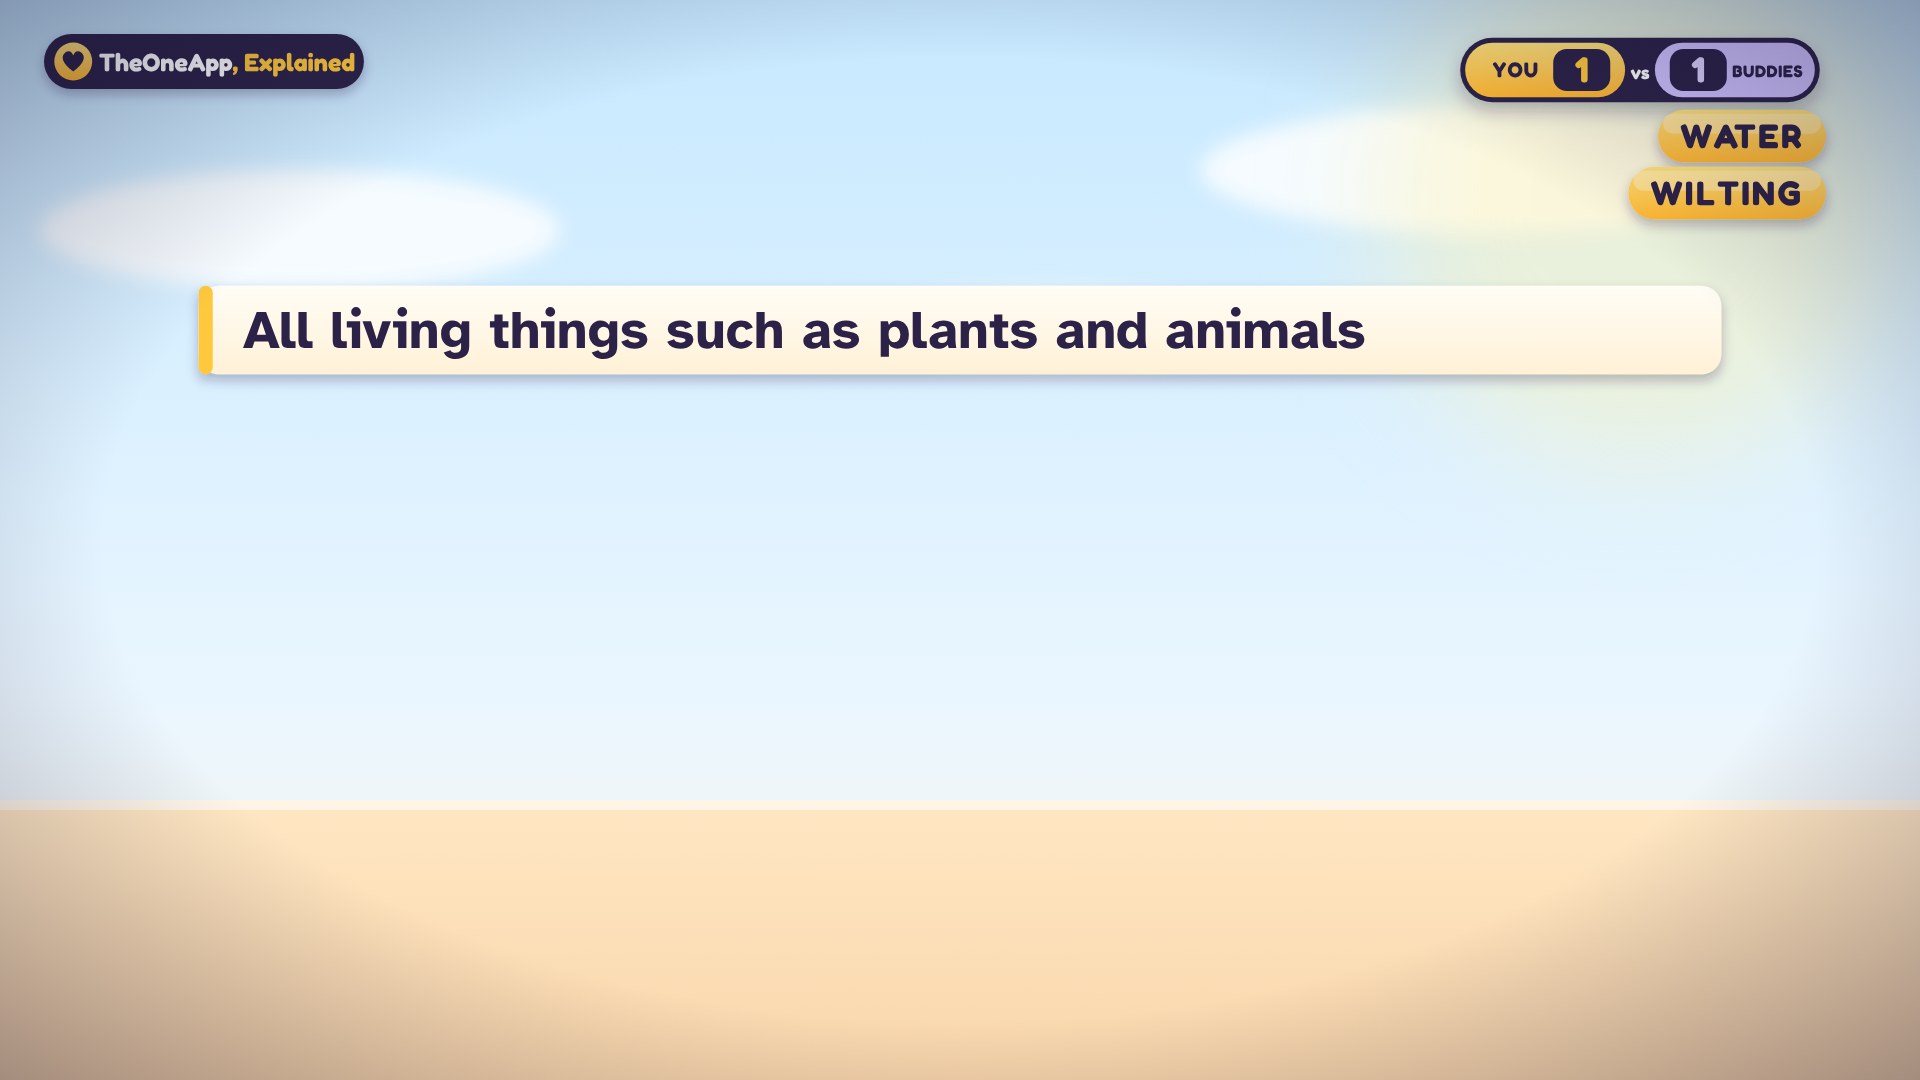 TheOneApp, Explained
YOU 1 vs 1 BUDDIES
WATER
WILTING
All living things such as plants and animals